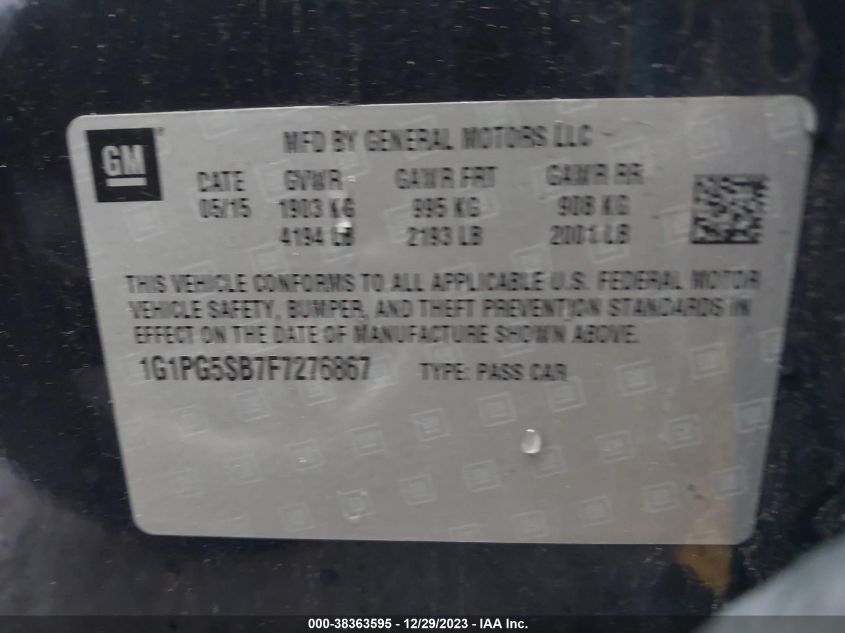 GM
MFD BY GENERAL MOTORS LLC
DATE GVWR GAWR FRT GAWR RR
05/15 1903 KG 995 KG 908 KG
4194 LB 2193 LB 2001 LB
THIS VEHICLE CONFORMS TO ALL APPLICABLE U.S. FEDERAL MOTOR
VEHICLE SAFETY, BUMPER, AND THEFT PREVENTION STANDARDS IN
EFFECT ON THE DATE OF MANUFACTURE SHOWN ABOVE.
1G1PG5SB7F7276867 TYPE: PASS CAR
000-38363595 - 12/29/2023 - IAA Inc.